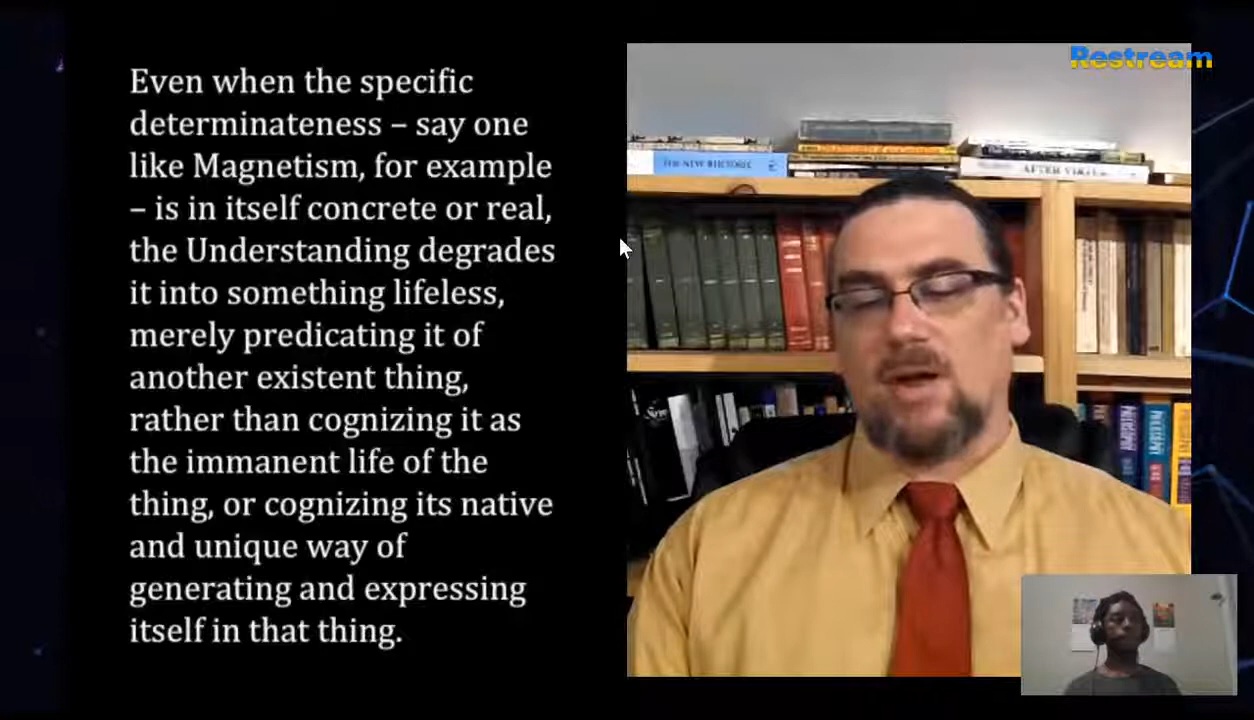 Even when the specific
determinateness – say one
like Magnetism, for example
– is in itself concrete or real,
the Understanding degrades
it into something lifeless,
merely predicating it of
another existent thing,
rather than cognizing it as
the immanent life of the
thing, or cognizing its native
and unique way of
generating and expressing
itself in that thing.
Restream
THE NEW RHETORIC
AFTER VIRTUE
PHILOSOPHY